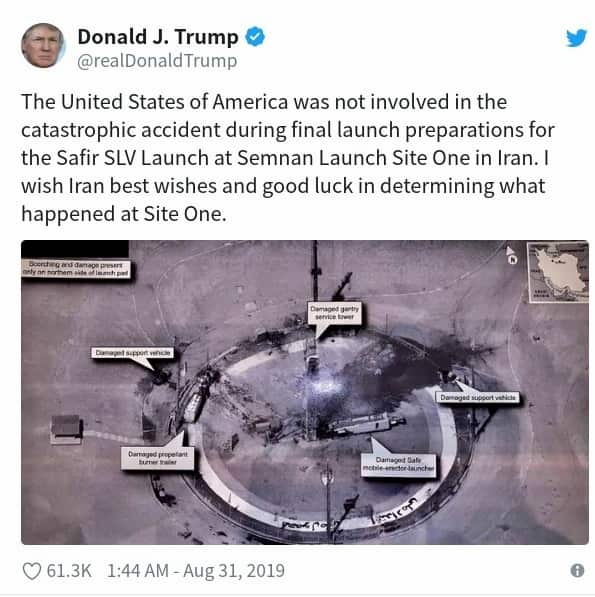 Donald J. Trump
@realDonaldTrump
The United States of America was not involved in the
catastrophic accident during final launch preparations for
the Safir SLV Launch at Semnan Launch Site One in Iran. I
wish Iran best wishes and good luck in determining what
happened at Site One.
Scorching and damage present
only on northern side of launch pad
Damaged gantry
service tower
Damaged support vehicle
Damaged support vehicle
Damaged propellant
burner trailer
Damaged Safir
mobile-erector-launcher
61.3K 1:44 AM - Aug 31, 2019